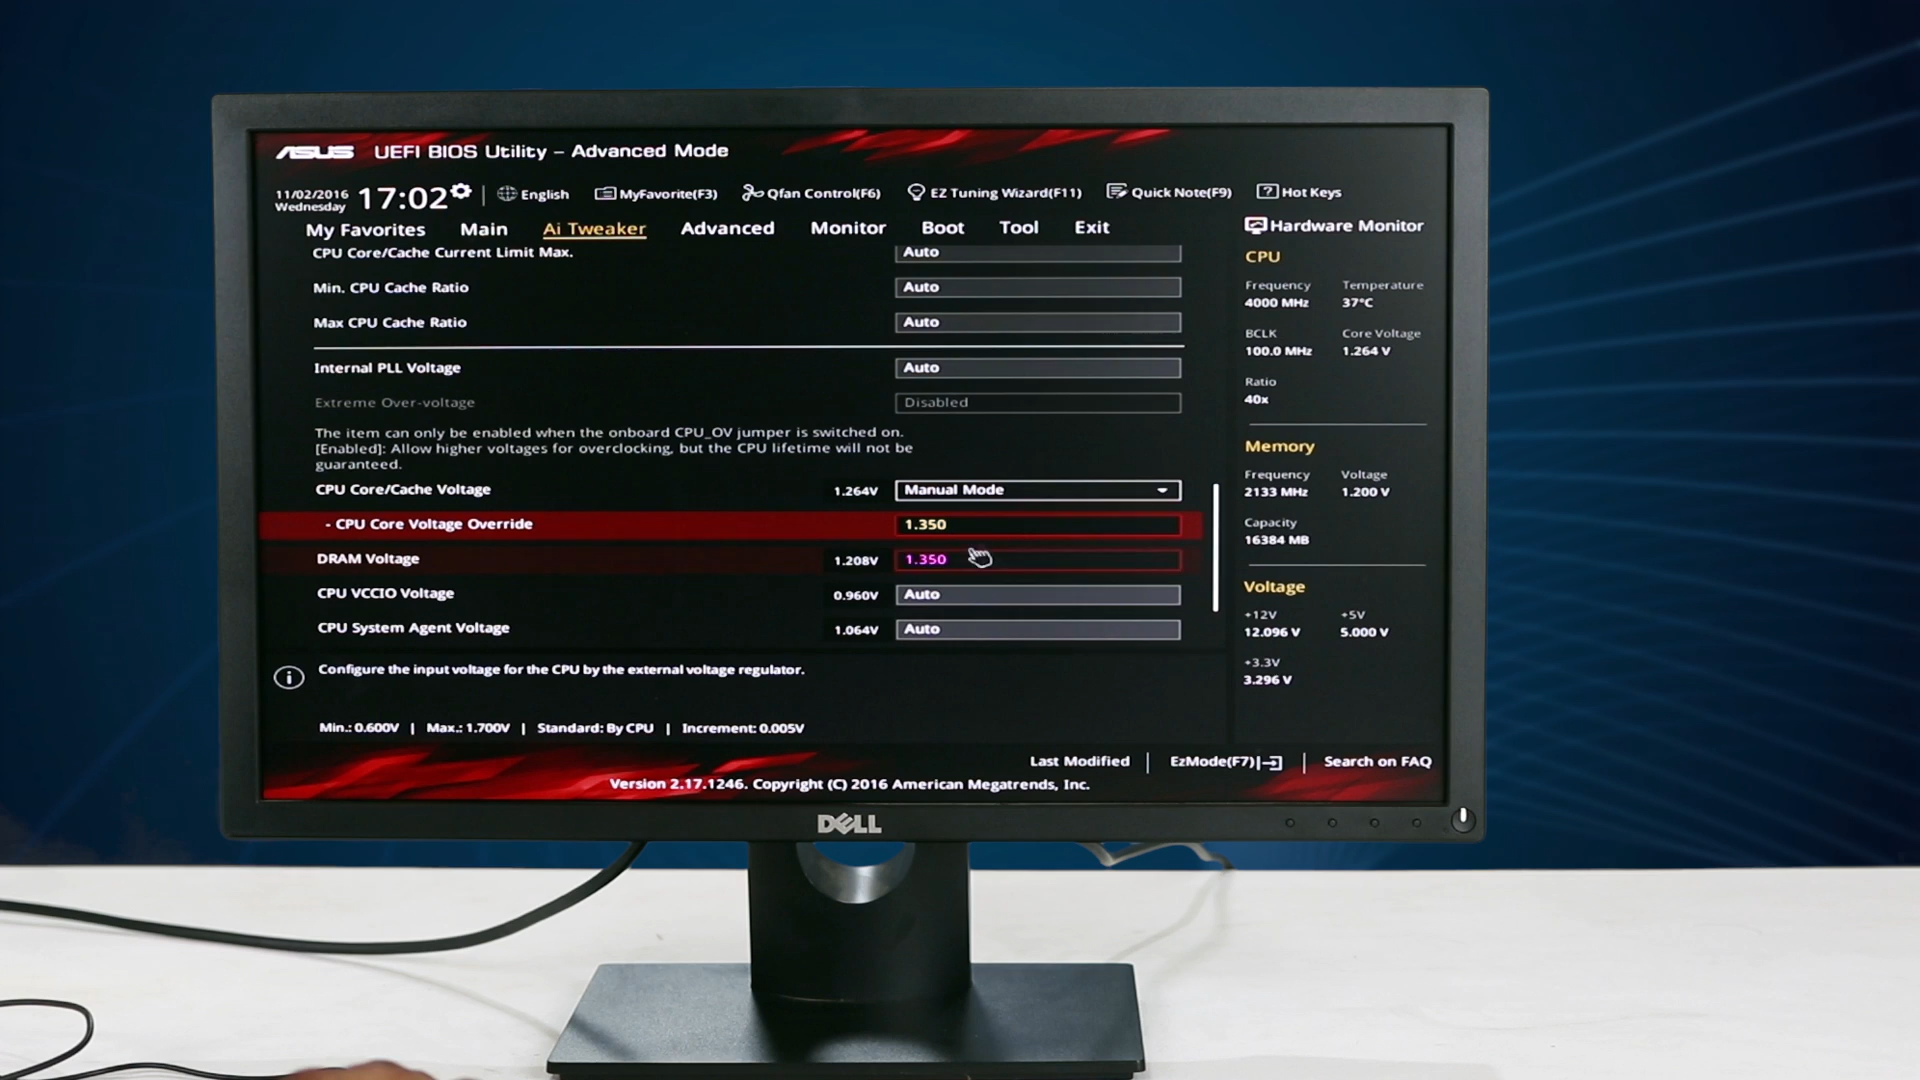 ASUS UEFI BIOS Utility – Advanced Mode
11/02/2016 Wednesday 17:02 English MyFavorite(F3) Qfan Control(F6) EZ Tuning Wizard(F11) Quick Note(F9) ? Hot Keys
My Favorites Main Ai Tweaker Advanced Monitor Boot Tool Exit
CPU Core/Cache Current Limit Max. Auto
Min. CPU Cache Ratio Auto
Max CPU Cache Ratio Auto
Internal PLL Voltage Auto
Extreme Over-voltage Disabled
The item can only be enabled when the onboard CPU_OV jumper is switched on.
[Enabled]: Allow higher voltages for overclocking, but the CPU lifetime will not be
guaranteed.
CPU Core/Cache Voltage 1.264V Manual Mode
- CPU Core Voltage Override 1.350
DRAM Voltage 1.208V 1.350
CPU VCCIO Voltage 0.960V Auto
CPU System Agent Voltage 1.064V Auto
i Configure the input voltage for the CPU by the external voltage regulator.
Min.: 0.600V | Max.: 1.700V | Standard: By CPU | Increment: 0.005V
Hardware Monitor
CPU
Frequency Temperature
4000 MHz 37°C
BCLK Core Voltage
100.0 MHz 1.264 V
Ratio
40x
Memory
Frequency Voltage
2133 MHz 1.200 V
Capacity
16384 MB
Voltage
+12V +5V
12.096 V 5.000 V
+3.3V
3.296 V
Last Modified | EzMode(F7) | Search on FAQ
Version 2.17.1246. Copyright (C) 2016 American Megatrends, Inc.
DELL